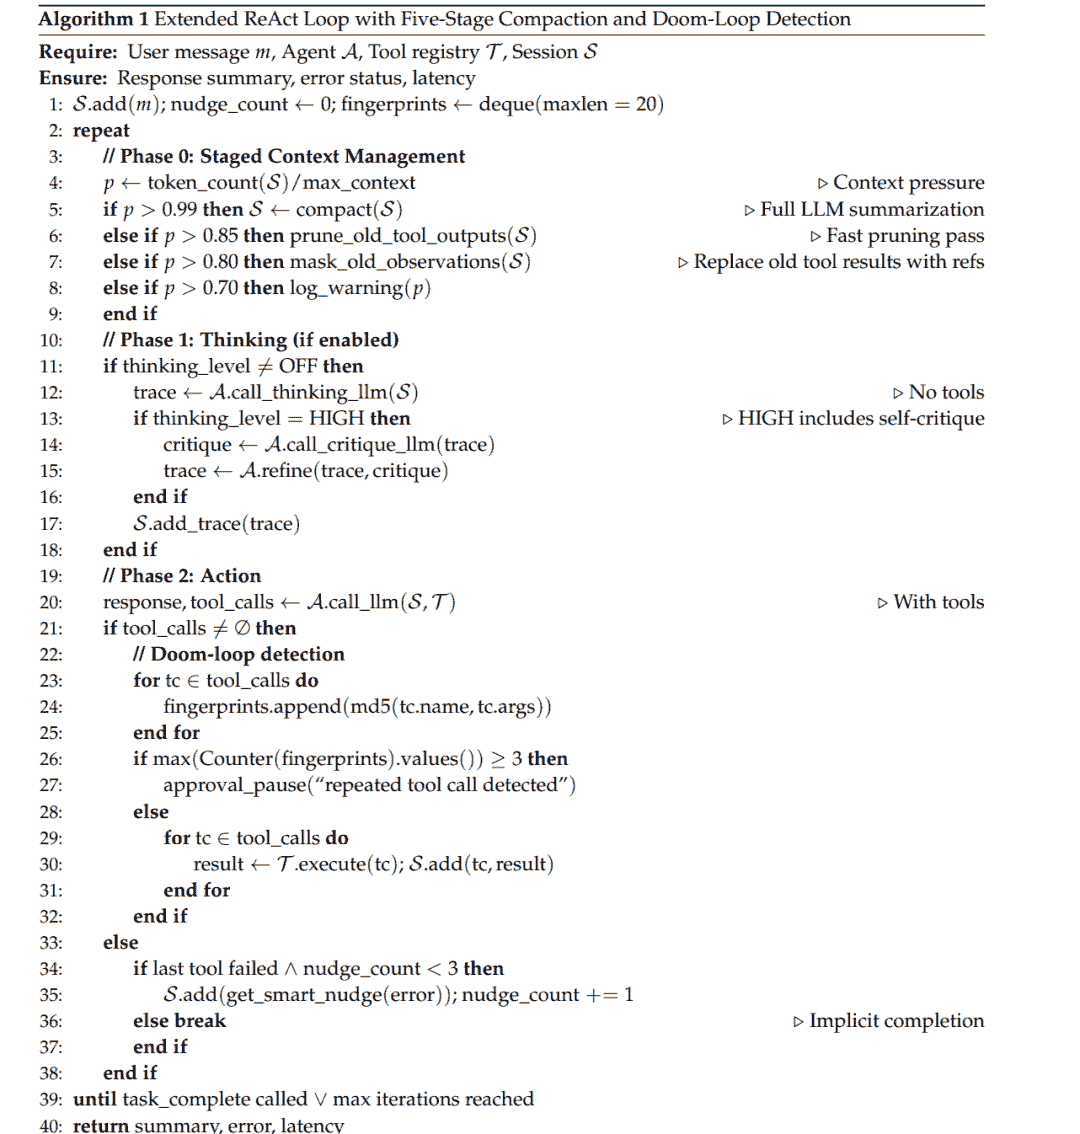 Algorithm 1 Extended ReAct Loop with Five-Stage Compaction and Doom-Loop Detection
Require: User message m, Agent 𝒜, Tool registry 𝒯, Session 𝒮
Ensure: Response summary, error status, latency
1: 𝒮.add(m); nudge_count ← 0; fingerprints ← deque(maxlen = 20)
2: repeat
3: // Phase 0: Staged Context Management
4: p ← token_count(𝒮)/max_context ▷ Context pressure
5: if p > 0.99 then 𝒮 ← compact(𝒮) ▷ Full LLM summarization
6: else if p > 0.85 then prune_old_tool_outputs(𝒮) ▷ Fast pruning pass
7: else if p > 0.80 then mask_old_observations(𝒮) ▷ Replace old tool results with refs
8: else if p > 0.70 then log_warning(p)
9: end if
10: // Phase 1: Thinking (if enabled)
11: if thinking_level ≠ OFF then
12: trace ← 𝒜.call_thinking_llm(𝒮) ▷ No tools
13: if thinking_level = HIGH then ▷ HIGH includes self-critique
14: critique ← 𝒜.call_critique_llm(trace)
15: trace ← 𝒜.refine(trace, critique)
16: end if
17: 𝒮.add_trace(trace)
18: end if
19: // Phase 2: Action
20: response, tool_calls ← 𝒜.call_llm(𝒮, 𝒯) ▷ With tools
21: if tool_calls ≠ ∅ then
22: // Doom-loop detection
23: for tc ∈ tool_calls do
24: fingerprints.append(md5(tc.name, tc.args))
25: end for
26: if max(Counter(fingerprints).values()) ≥ 3 then
27: approval_pause(“repeated tool call detected”)
28: else
29: for tc ∈ tool_calls do
30: result ← 𝒯.execute(tc); 𝒮.add(tc, result)
31: end for
32: end if
33: else
34: if last tool failed ∧ nudge_count < 3 then
35: 𝒮.add(get_smart_nudge(error)); nudge_count += 1
36: else break ▷ Implicit completion
37: end if
38: end if
39: until task_complete called ∨ max iterations reached
40: return summary, error, latency